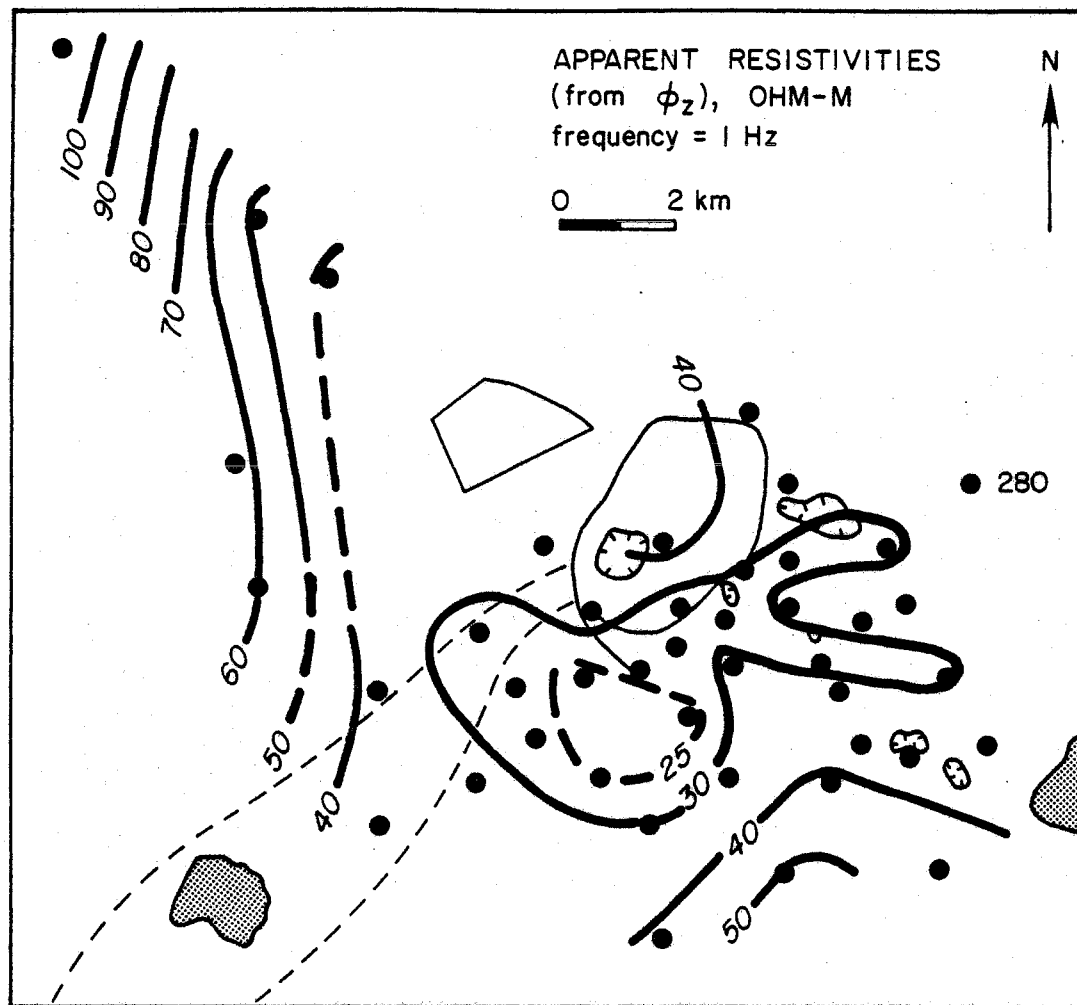 APPARENT RESISTIVITIES
(from ϕz), OHM-M
frequency = 1 Hz
N
0 2 km
100
90
80
70
60
50
40
40
280
25
30
40
50